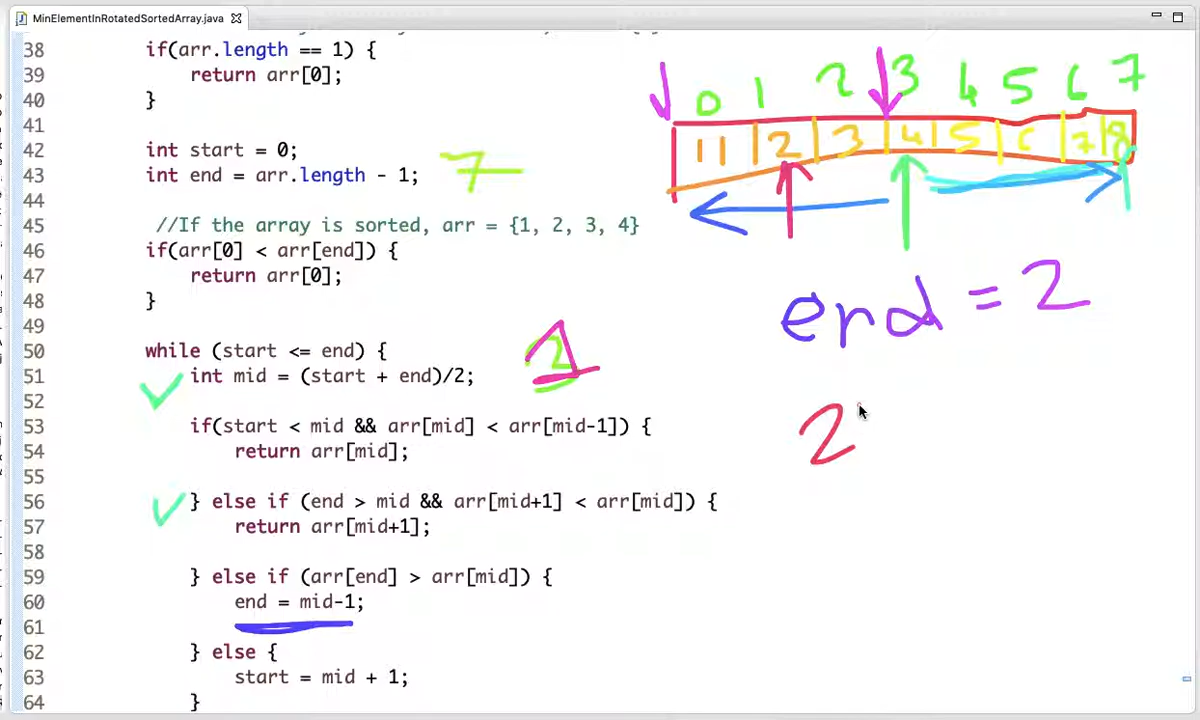 MinElementInRotatedSortedArray.java
38 if(arr.length == 1) {
39 return arr[0];
40 }
41
42 int start = 0;
43 int end = arr.length - 1;
7
44
45 //If the array is sorted, arr = {1, 2, 3, 4}
46 if(arr[0] < arr[end]) {
47 return arr[0];
48 }
49
50 while (start <= end) {
51 int mid = (start + end)/2;
1
52
53 if(start < mid && arr[mid] < arr[mid-1]) {
54 return arr[mid];
55
56 } else if (end > mid && arr[mid+1] < arr[mid]) {
57 return arr[mid+1];
58
59 } else if (arr[end] > arr[mid]) {
60 end = mid-1;
61
62 } else {
63 start = mid + 1;
64 }
0 1 2 3 4 5 6 7
11 2 3 4 5 6 7 8
end = 2
2